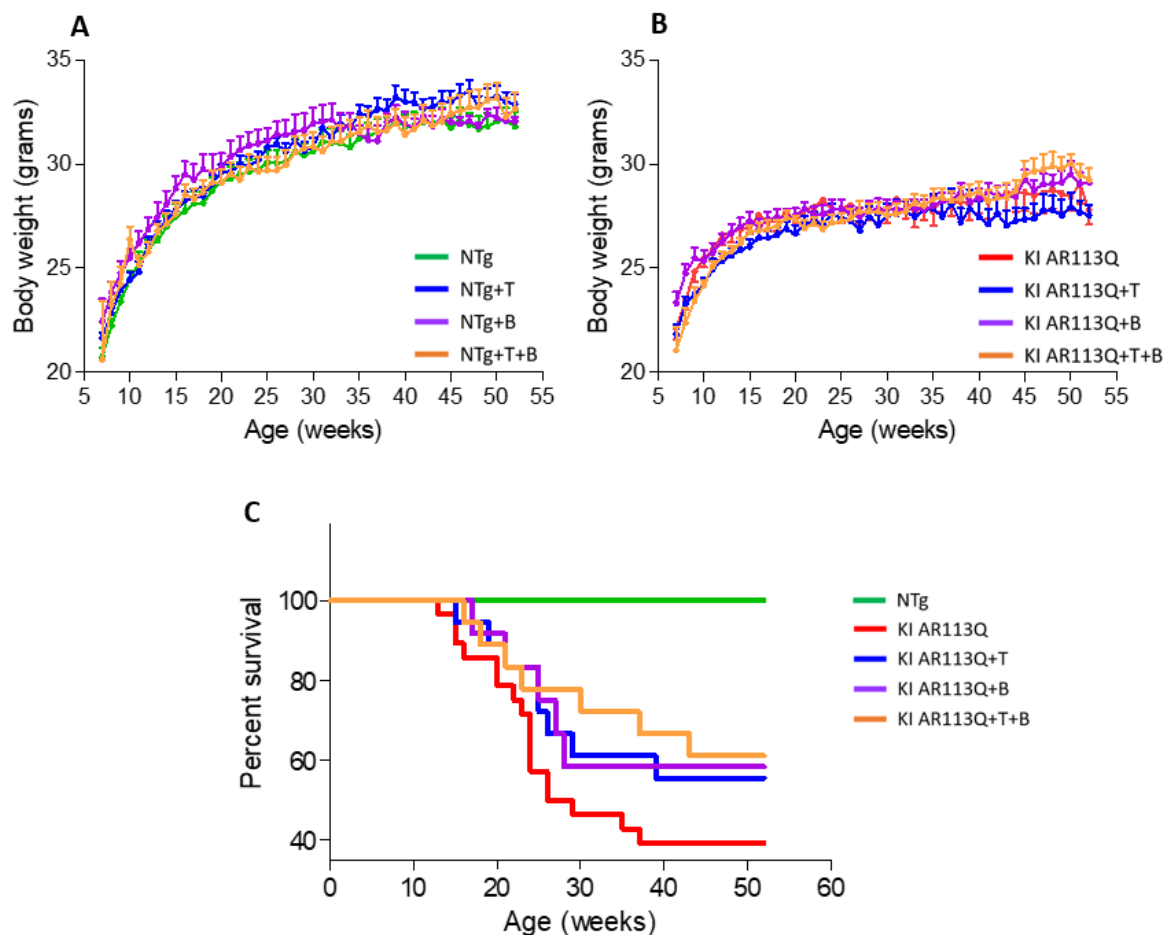 A
35
30
25
20
Body weight (grams)
5 10 15 20 25 30 35 40 45 50 55
Age (weeks)
NTg
NTg+T
NTg+B
NTg+T+B
B
35
30
25
20
Body weight (grams)
5 10 15 20 25 30 35 40 45 50 55
Age (weeks)
KI AR113Q
KI AR113Q+T
KI AR113Q+B
KI AR113Q+T+B
C
100
80
60
40
Percent survival
0 10 20 30 40 50 60
Age (weeks)
NTg
KI AR113Q
KI AR113Q+T
KI AR113Q+B
KI AR113Q+T+B